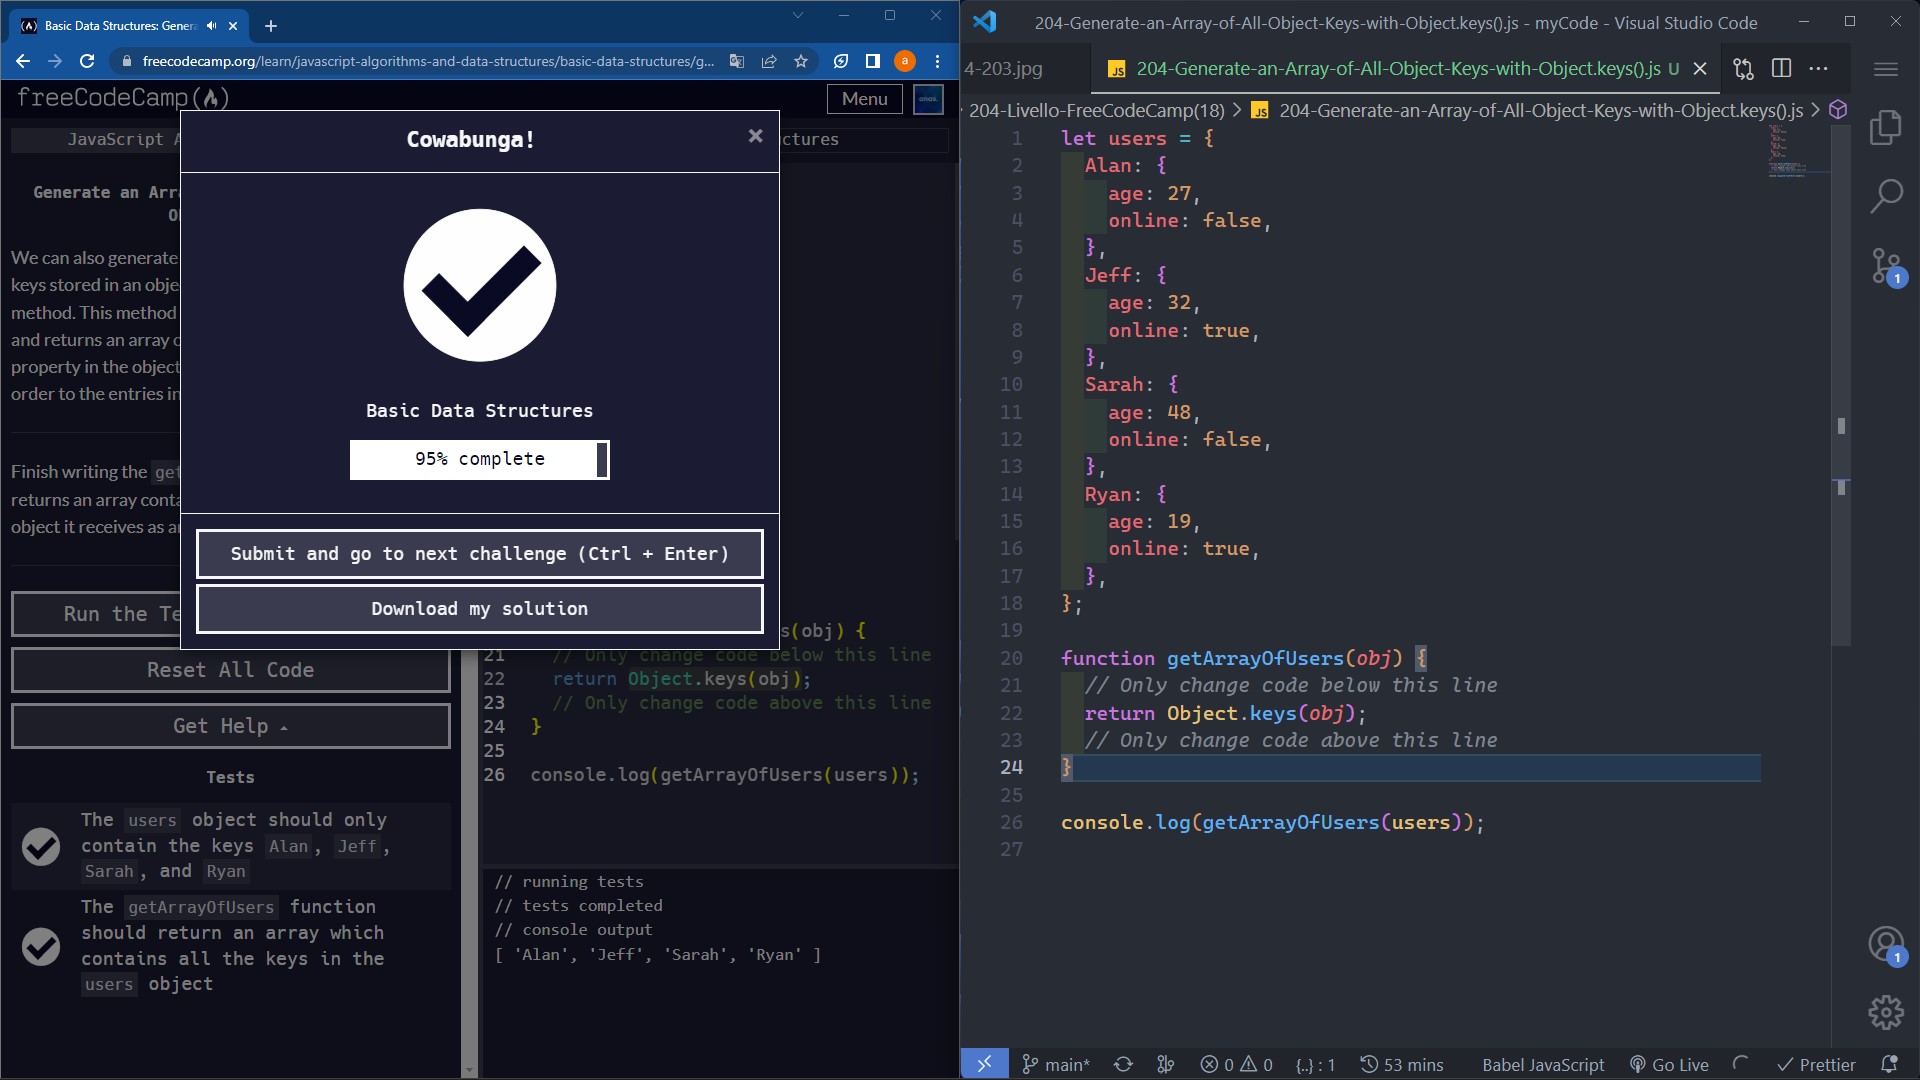 Basic Data Structures: Genera
freecodecamp.org/learn/javascript-algorithms-and-data-structures/basic-data-structures/g...
a
freeCodeCamp
Menu
anas.
JavaScript A
ctures
Generate an Arr
O
We can also generate
keys stored in an obje
method. This method
and returns an array o
property in the object
order to the entries in
Finish writing the get
returns an array conta
object it receives as a
Run the Te
Reset All Code
Get Help
Tests
The users object should only
contain the keys Alan, Jeff,
Sarah, and Ryan
The getArrayOfUsers function
should return an array which
contains all the keys in the
users object
Cowabunga!
×
Basic Data Structures
95% complete
Submit and go to next challenge (Ctrl + Enter)
Download my solution
s(obj) {
21 // Only change code below this line
22 return Object.keys(obj);
23 // Only change code above this line
24 }
25
26 console.log(getArrayOfUsers(users));
// running tests
// tests completed
// console output
[ 'Alan', 'Jeff', 'Sarah', 'Ryan' ]
204-Generate-an-Array-of-All-Object-Keys-with-Object.keys().js - myCode - Visual Studio Code
4-203.jpg
JS 204-Generate-an-Array-of-All-Object-Keys-with-Object.keys().js U
204-Livello-FreeCodeCamp(18) > JS 204-Generate-an-Array-of-All-Object-Keys-with-Object.keys().js >
1 let users = {
2 Alan: {
3 age: 27,
4 online: false,
5 },
6 Jeff: {
7 age: 32,
8 online: true,
9 },
10 Sarah: {
11 age: 48,
12 online: false,
13 },
14 Ryan: {
15 age: 19,
16 online: true,
17 },
18 };
19
20 function getArrayOfUsers(obj) {
21 // Only change code below this line
22 return Object.keys(obj);
23 // Only change code above this line
24 }
25
26 console.log(getArrayOfUsers(users));
27
1
1
main* 0 0 {..} : 1 53 mins Babel JavaScript Go Live Prettier